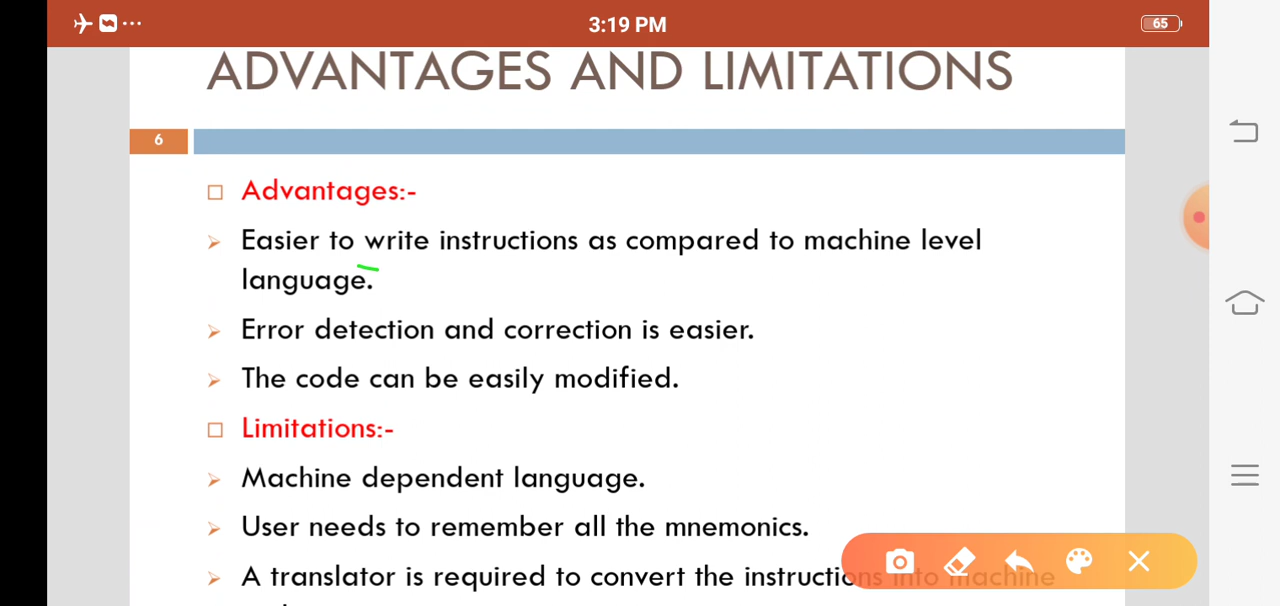 3:19 PM
65
ADVANTAGES AND LIMITATIONS
6
Advantages:-
Easier to write instructions as compared to machine level
language.
Error detection and correction is easier.
The code can be easily modified.
Limitations:-
Machine dependent language.
User needs to remember all the mnemonics.
A translator is required to convert the instructions into machine